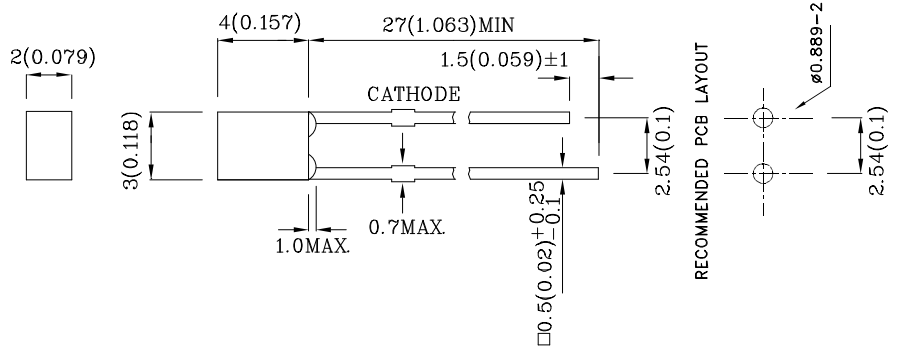 4(0.157)
27(1.063)MIN
2(0.079)
1.5(0.059)±1
CATHODE
3(0.118)
0.7MAX.
1.0MAX.
□0.5(0.02)+0.25
-0.1
2.54(0.1)
RECOMMENDED PCB LAYOUT
ø0.889-2
2.54(0.1)